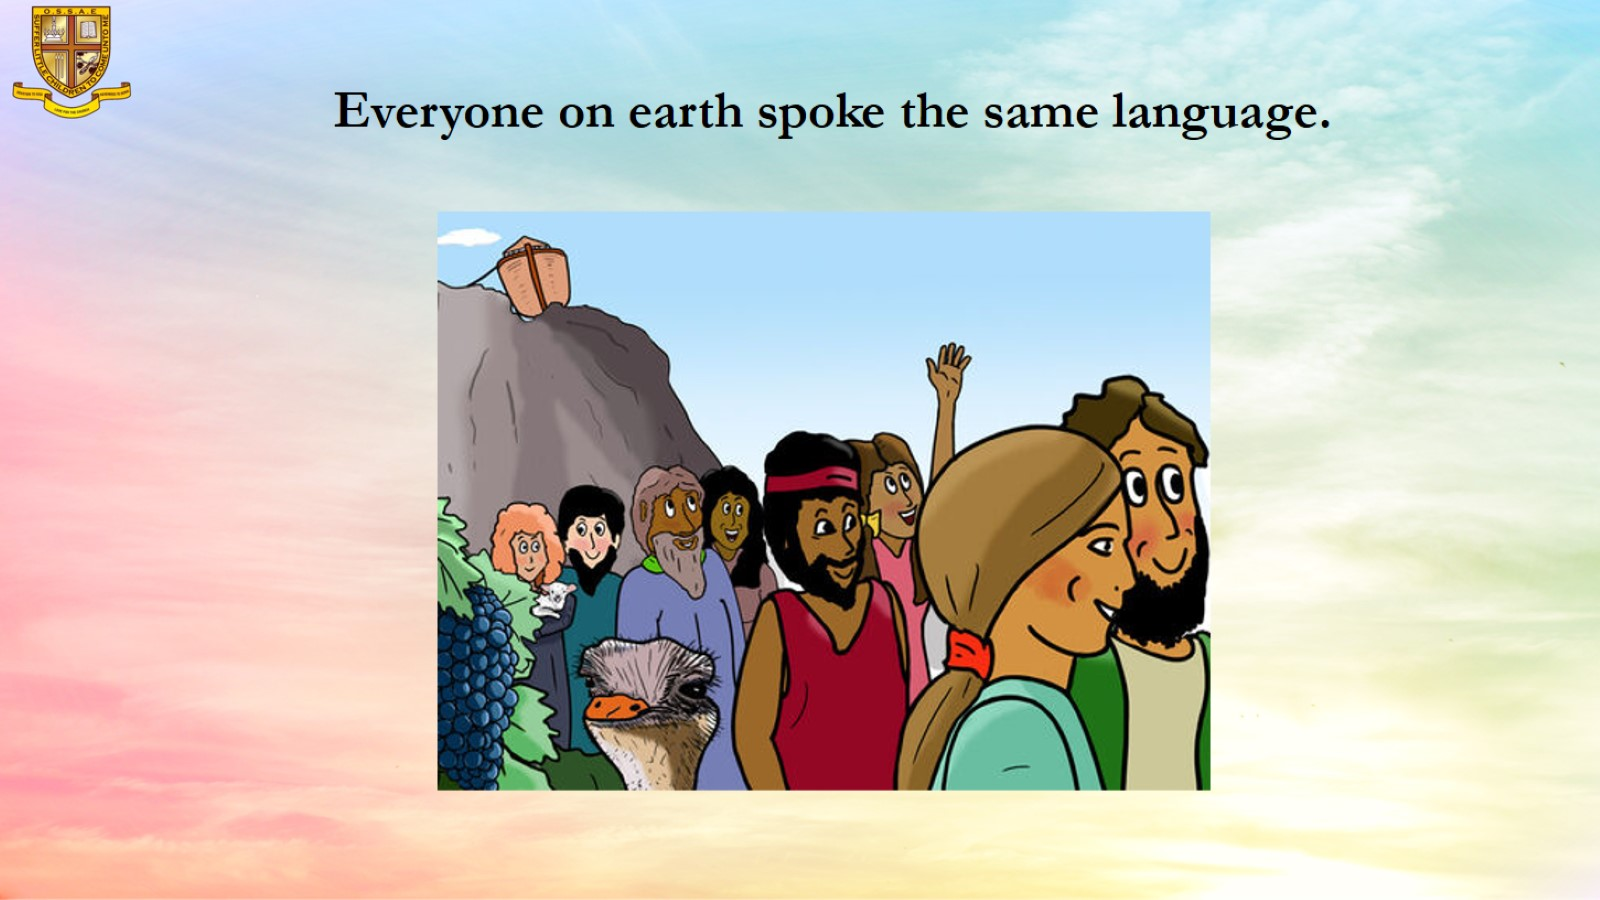 O.S.S.A.E
SUFFER LITTLE CHILDREN TO COME UNTO ME
Everyone on earth spoke the same language.